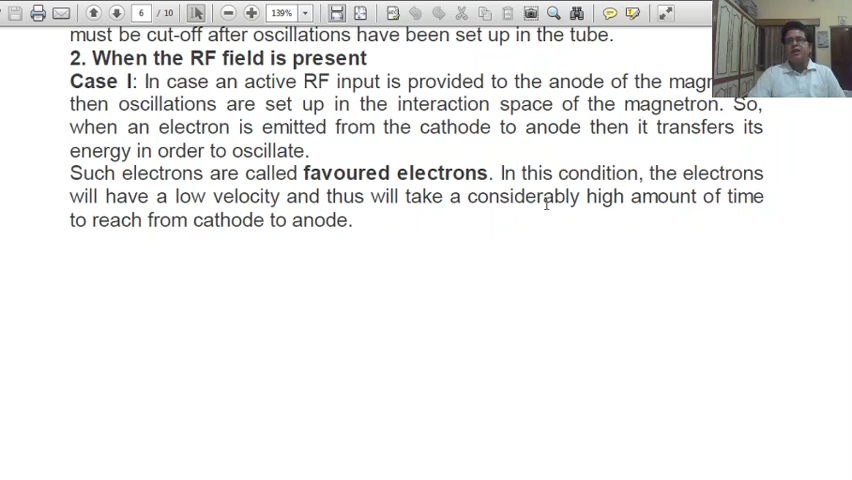 6 / 10
139%
must be cut-off after oscillations have been set up in the tube.
2. When the RF field is present
Case I: In case an active RF input is provided to the anode of the
then oscillations are set up in the interaction space of the magnetron. So,
when an electron is emitted from the cathode to anode then it transfers its
energy in order to oscillate.
Such electrons are called favoured electrons. In this condition, the electrons
will have a low velocity and thus will take a considerably high amount of time
to reach from cathode to anode.